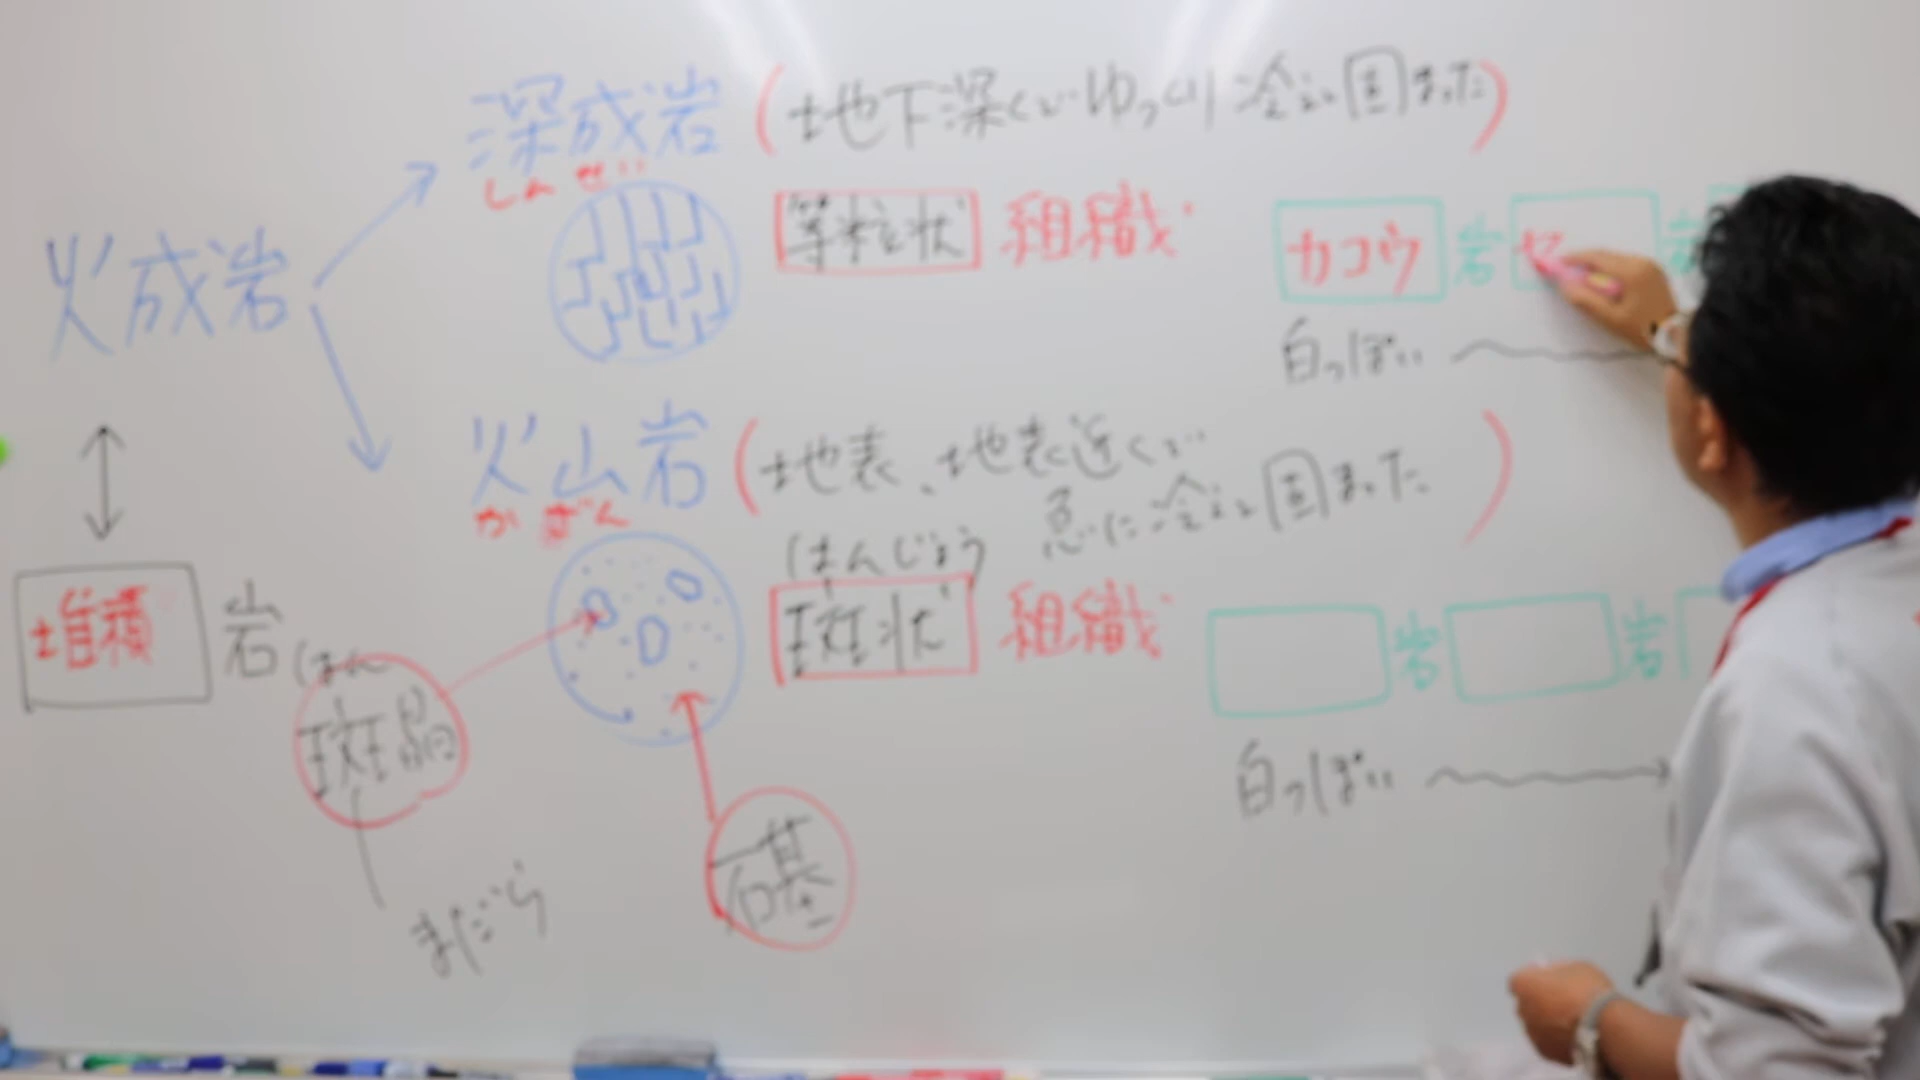 深成岩(地下深くでゆっくり冷えて固まった)
しんせい
等粒状組織
カコウ岩 セ 岩
白っぽい
火成岩
火山岩(地表、地表近くで
急に冷えて固まった)
かざん
はんじょう
斑状組織
岩 岩
白っぽい
堆積岩
はん
斑晶
まだら
石基